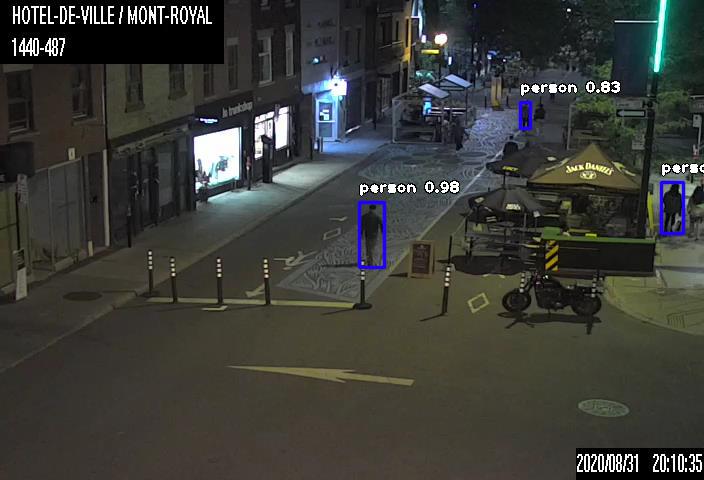 HOTEL-DE-VILLE / MONT-ROYAL
1440-487
person 0.83
person 0.98
perso
JACK DANIEL'S
2020/08/31 20:10:35